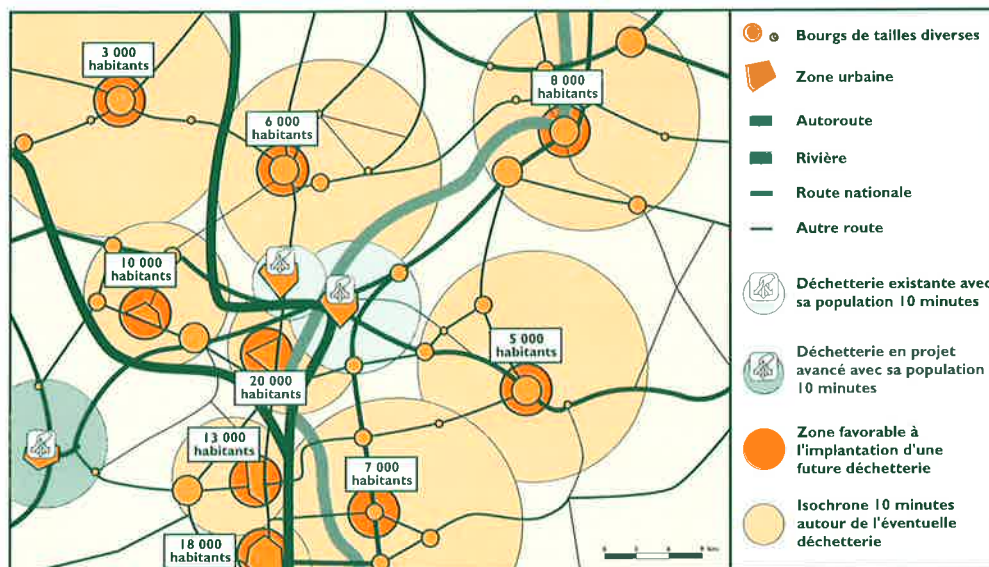 3 000
habitants
6 000
habitants
8 000
habitants
10 000
habitants
5 000
habitants
20 000
habitants
13 000
habitants
7 000
habitants
18 000
habitants
Bourgs de tailles diverses
Zone urbaine
Autoroute
Rivière
Route nationale
Autre route
Déchetterie existante avec
sa population 10 minutes
Déchetterie en projet
avancé avec sa population
10 minutes
Zone favorable à
l'implantation d'une
future déchetterie
Isochrone 10 minutes
autour de l'éventuelle
déchetterie